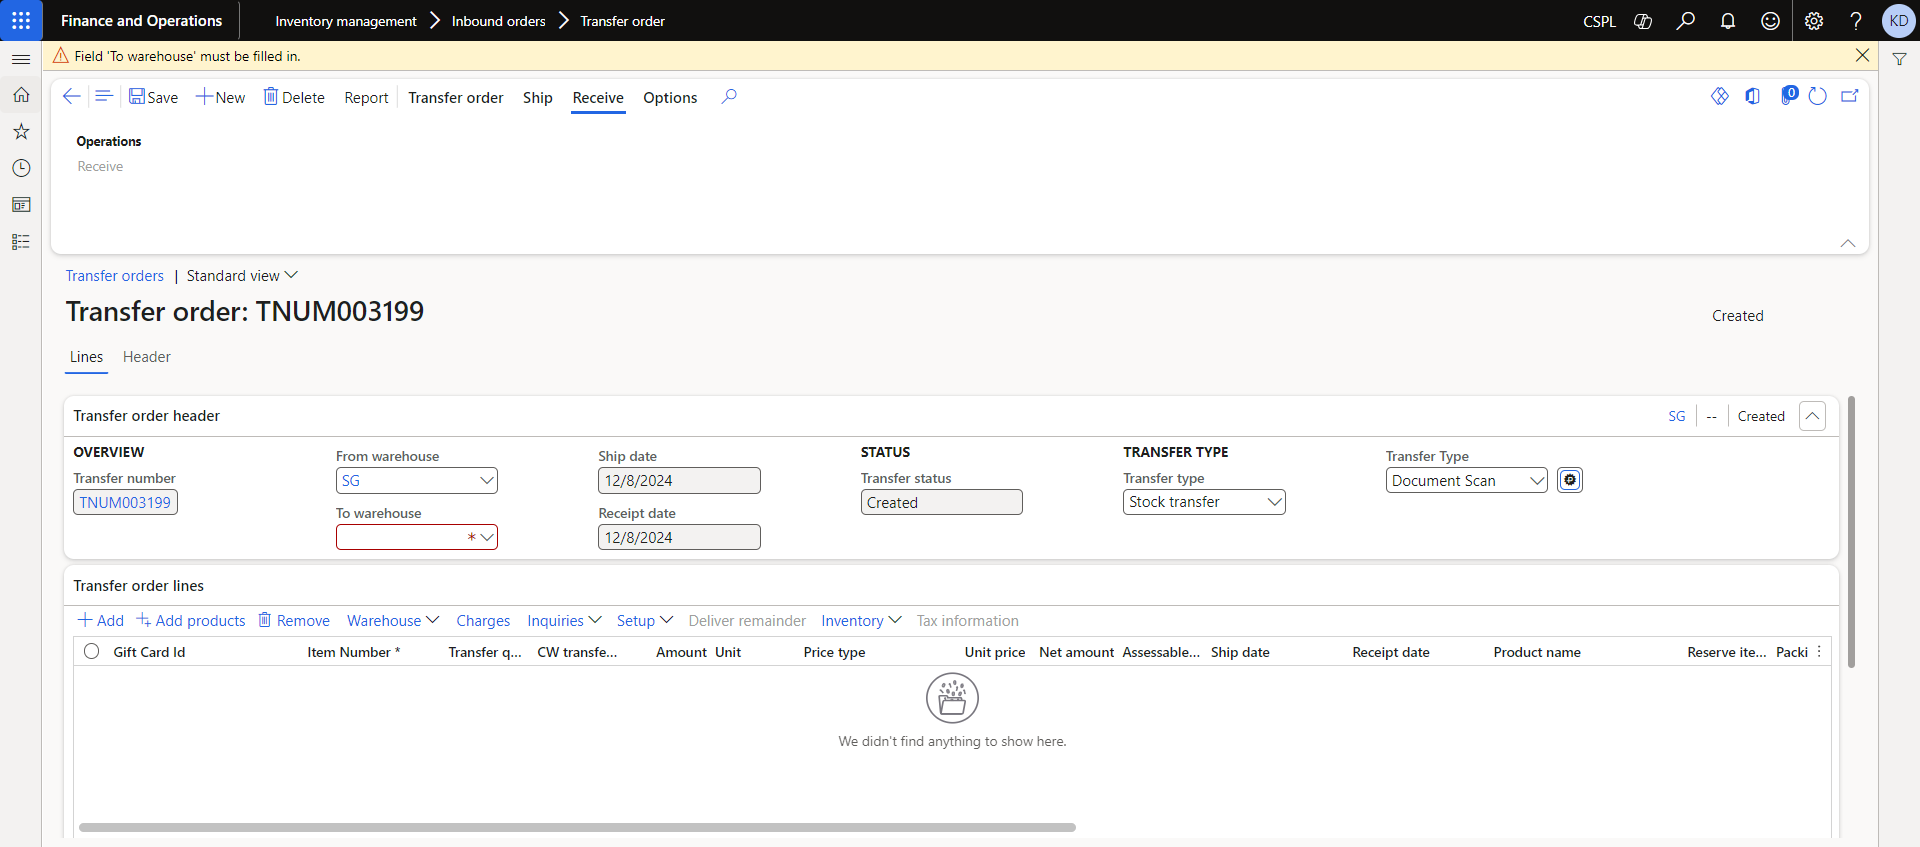 Finance and Operations
Inventory management
Inbound orders
Transfer order
CSPL
?
KD
Field 'To warehouse' must be filled in.
Save
New
Delete
Report
Transfer order
Ship
Receive
Options
0
Operations
Receive
Transfer orders | Standard view
Transfer order: TNUM003199
Created
Lines
Header
Transfer order header
SG
--
Created
OVERVIEW
Transfer number
TNUM003199
From warehouse
SG
To warehouse
*
Ship date
12/8/2024
Receipt date
12/8/2024
STATUS
Transfer status
Created
TRANSFER TYPE
Transfer type
Stock transfer
Transfer Type
Document Scan
Transfer order lines
Add
Add products
Remove
Warehouse
Charges
Inquiries
Setup
Deliver remainder
Inventory
Tax information
Gift Card Id
Item Number *
Transfer q...
CW transfe...
Amount
Unit
Price type
Unit price
Net amount
Assessable...
Ship date
Receipt date
Product name
Reserve ite...
Packi
We didn't find anything to show here.